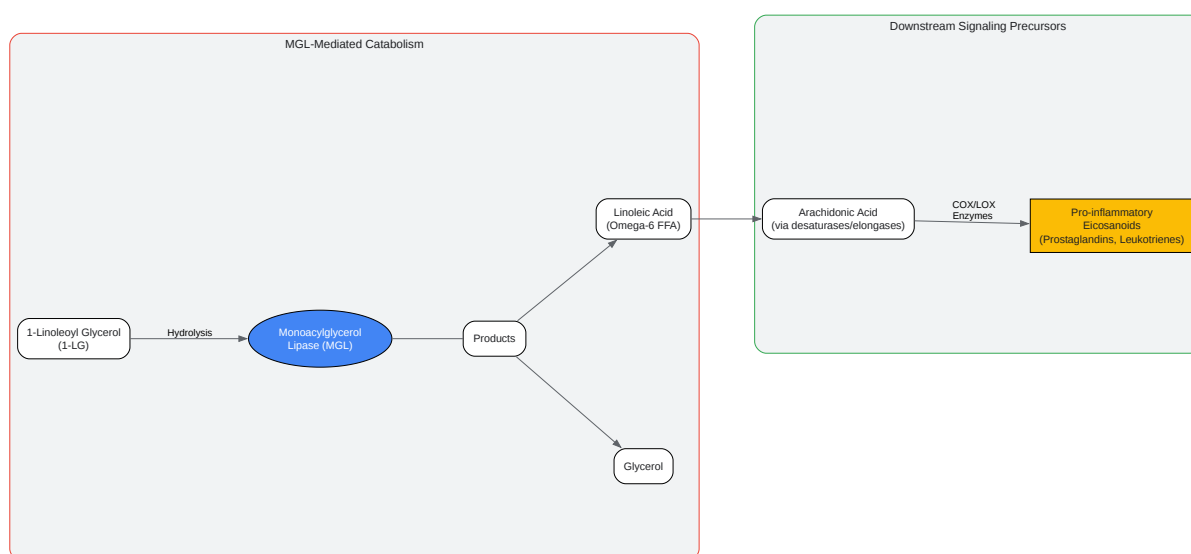 MGL-Mediated Catabolism
Downstream Signaling Precursors
1-Linoleoyl Glycerol
(1-LG)
Hydrolysis
Monoacylglycerol
Lipase (MGL)
Products
Linoleic Acid
(Omega-6 FFA)
Glycerol
Arachidonic Acid
(via desaturases/elongases)
COX/LOX
Enzymes
Pro-inflammatory
Eicosanoids
(Prostaglandins, Leukotrienes)